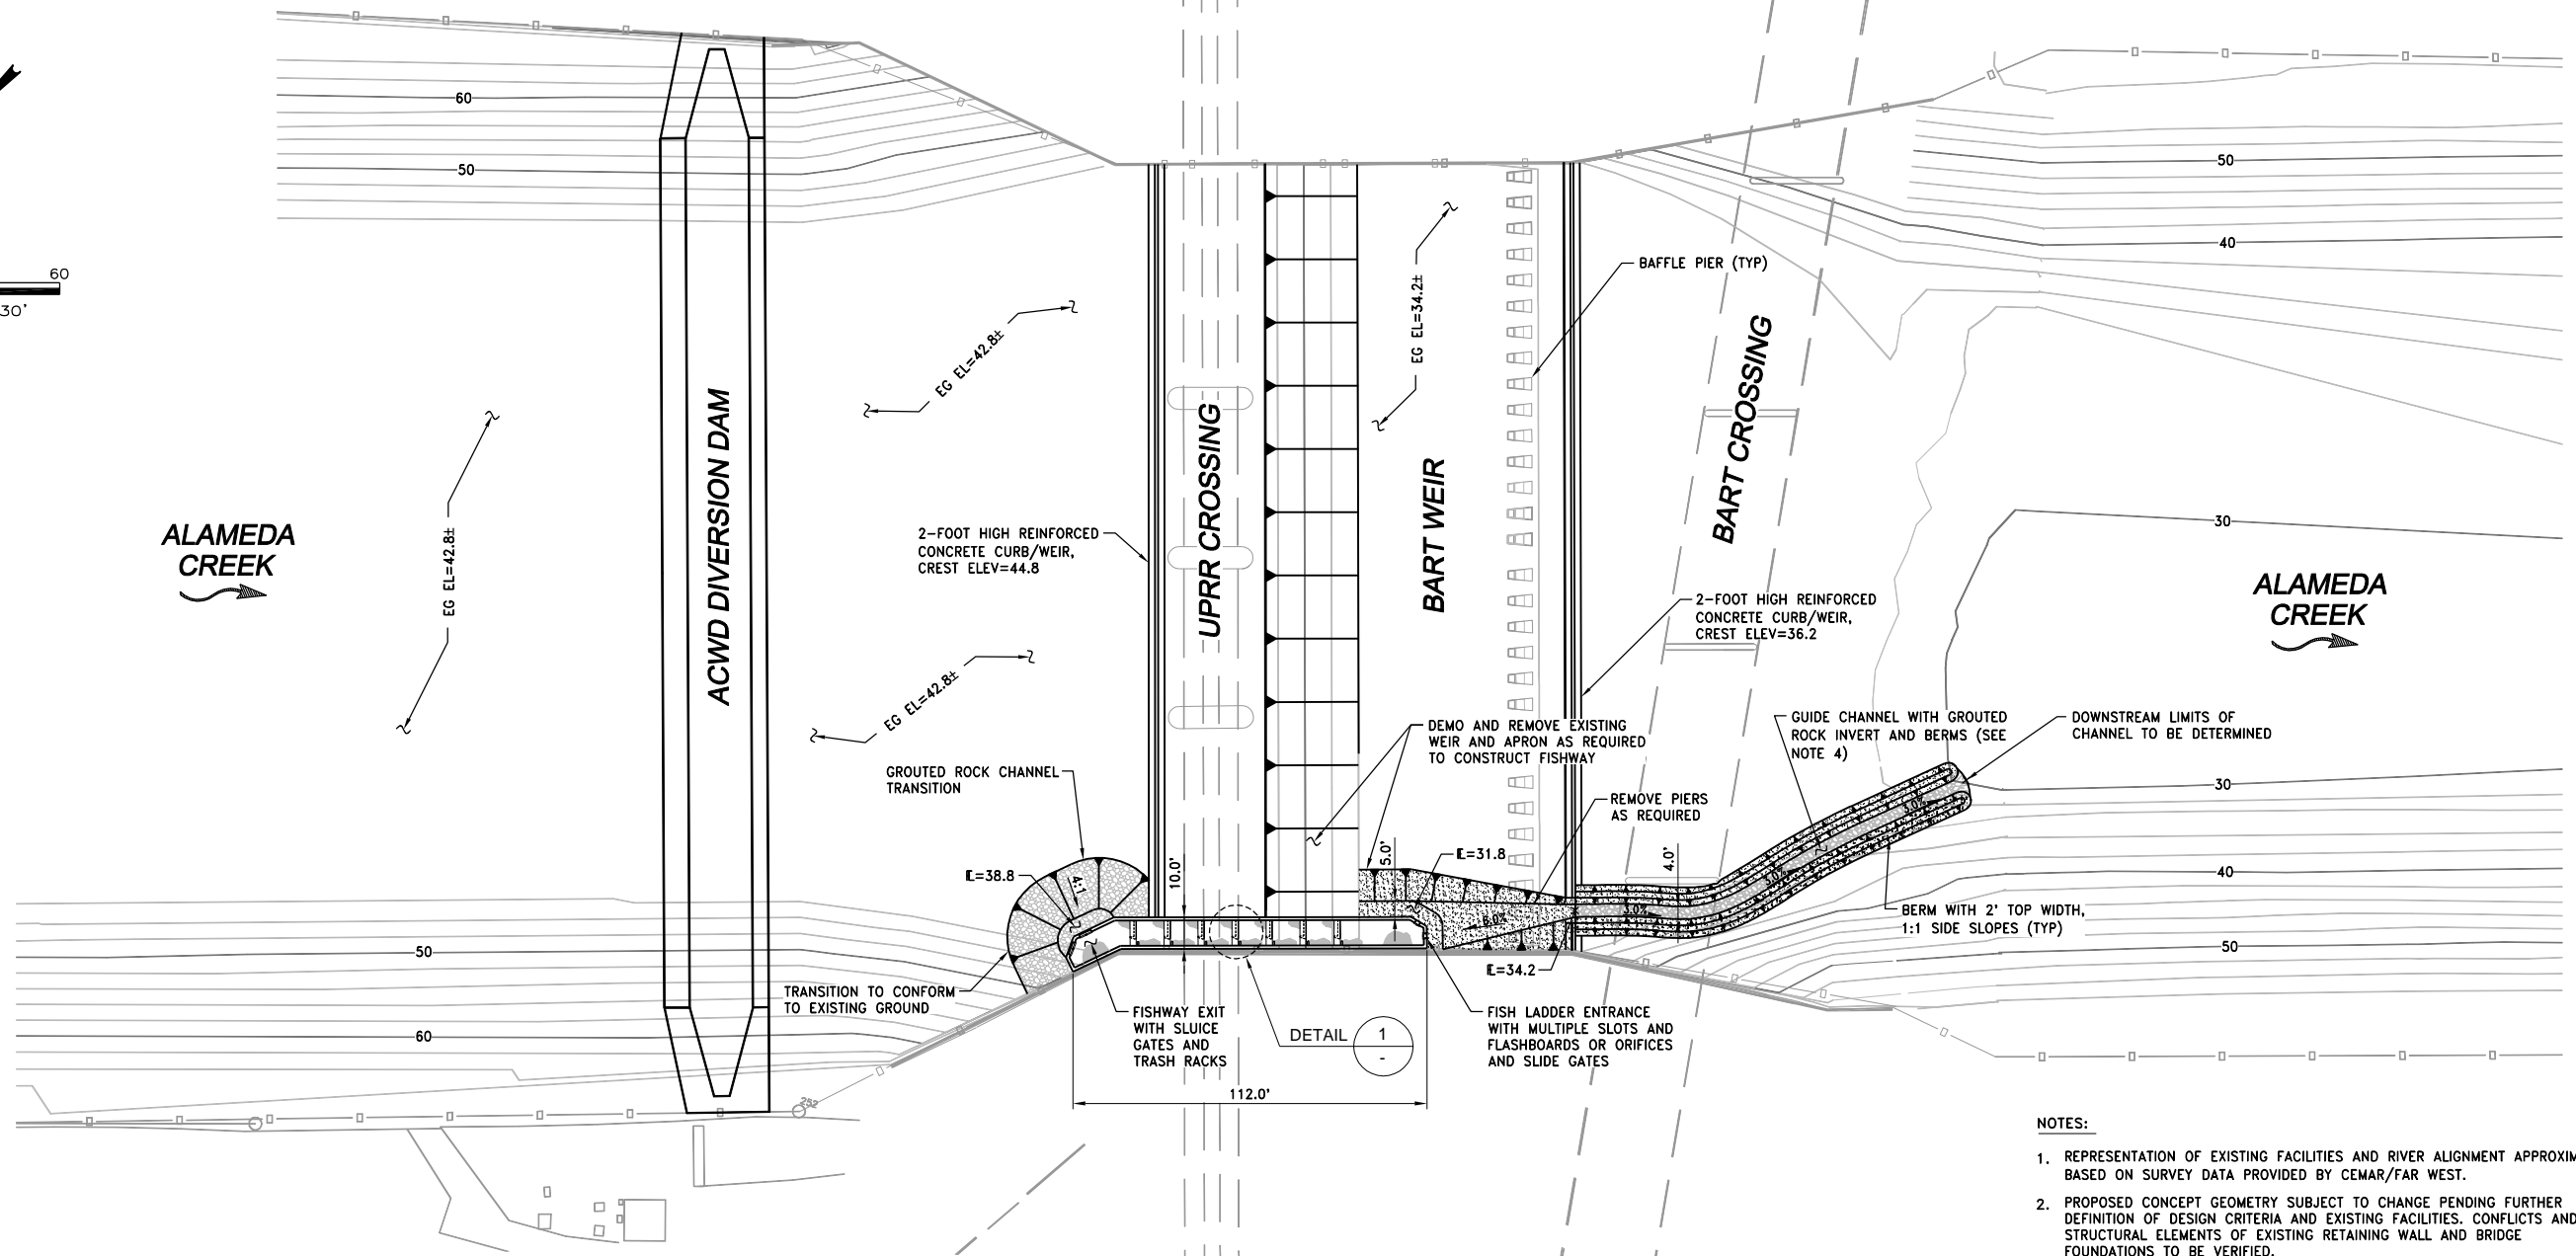 60
30'
60
50
ALAMEDA
CREEK
EG EL=42.8±
ACWD DIVERSION DAM
EG EL=42.8±
EG EL=42.8±
2-FOOT HIGH REINFORCED
CONCRETE CURB/WEIR,
CREST ELEV=44.8
UPRR CROSSING
EG EL=34.2±
BART WEIR
BAFFLE PIER (TYP)
BART CROSSING
50
40
30
2-FOOT HIGH REINFORCED
CONCRETE CURB/WEIR,
CREST ELEV=36.2
ALAMEDA
CREEK
GROUTED ROCK CHANNEL
TRANSITION
DEMO AND REMOVE EXISTING
WEIR AND APRON AS REQUIRED
TO CONSTRUCT FISHWAY
GUIDE CHANNEL WITH GROUTED
ROCK INVERT AND BERMS (SEE
NOTE 4)
DOWNSTREAM LIMITS OF
CHANNEL TO BE DETERMINED
30
REMOVE PIERS
AS REQUIRED
10.0'
5.0'
4.0'
E=38.8
4:1
E=31.8
6.0%
3.0%
3.0%
3.0%
40
BERM WITH 2' TOP WIDTH,
1:1 SIDE SLOPES (TYP)
50
50
60
E=34.2
TRANSITION TO CONFORM
TO EXISTING GROUND
FISHWAY EXIT
WITH SLUICE
GATES AND
TRASH RACKS
DETAIL
1
-
FISH LADDER ENTRANCE
WITH MULTIPLE SLOTS AND
FLASHBOARDS OR ORIFICES
AND SLIDE GATES
112.0'
252
NOTES:
1. REPRESENTATION OF EXISTING FACILITIES AND RIVER ALIGNMENT APPROXIM
BASED ON SURVEY DATA PROVIDED BY CEMAR/FAR WEST.
2. PROPOSED CONCEPT GEOMETRY SUBJECT TO CHANGE PENDING FURTHER
DEFINITION OF DESIGN CRITERIA AND EXISTING FACILITIES. CONFLICTS AND
STRUCTURAL ELEMENTS OF EXISTING RETAINING WALL AND BRIDGE
FOUNDATIONS TO BE VERIFIED.